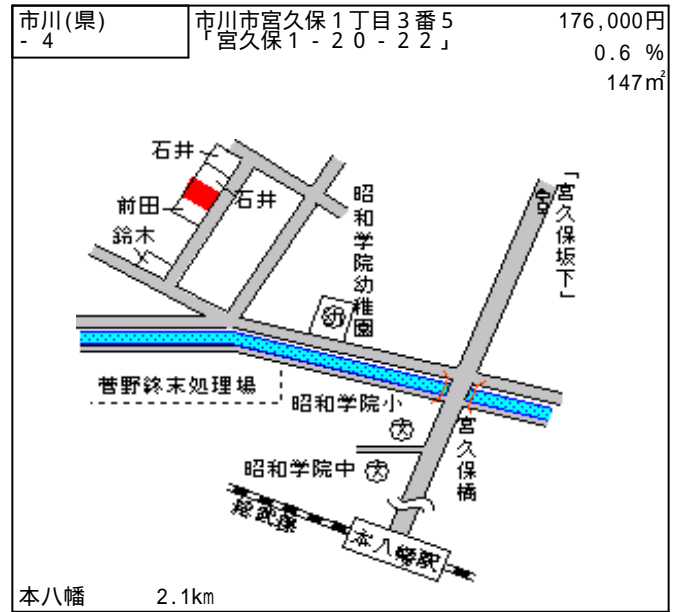 市川(県)
- 4
市川市宮久保1丁目3番5
「宮久保1-20-22」
176,000円
0.6 %
147㎡
石井
石井
前田
鈴木
昭和学院幼稚園
幼
「宮久保坂下」
菅野終末処理場
昭和学院小
文
宮久保橋
昭和学院中
文
総武線
本八幡駅
本八幡 2.1km